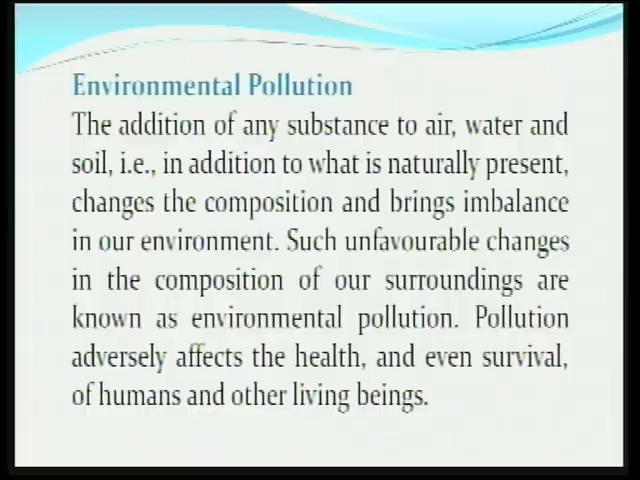 Environmental Pollution
The addition of any substance to air, water and
soil, i.e., in addition to what is naturally present,
changes the composition and brings imbalance
in our environment. Such unfavourable changes
in the composition of our surroundings are
known as environmental pollution. Pollution
adversely affects the health, and even survival,
of humans and other living beings.